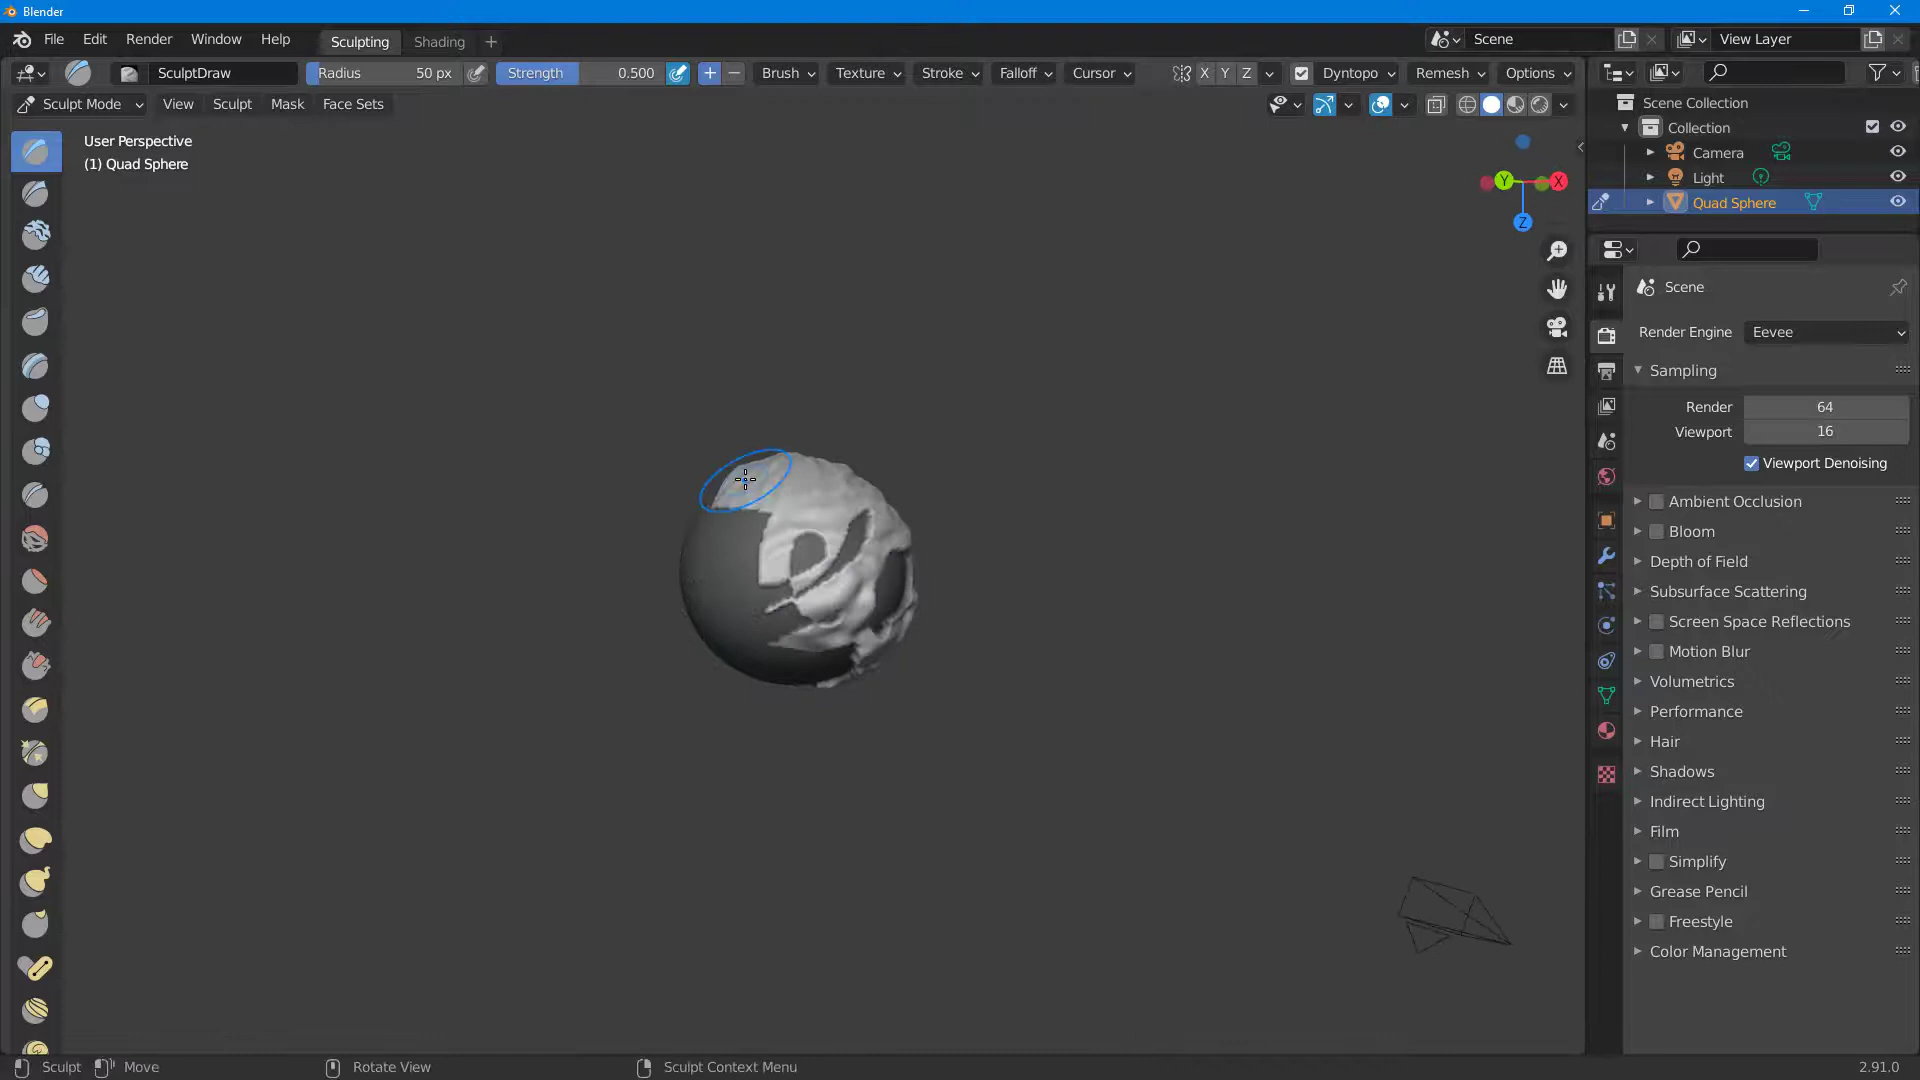 Blender
File Edit Render Window Help Sculpting Shading + Scene View Layer
SculptDraw Radius 50 px Strength 0.500 + − Brush Texture Stroke Falloff Cursor X Y Z Dyntopo Remesh Options
Sculpt Mode View Sculpt Mask Face Sets
User Perspective
(1) Quad Sphere
Y X
Z
Scene Collection
Collection
Camera
Light
Quad Sphere
Scene
Render Engine Eevee
Sampling
Render 64
Viewport 16
Viewport Denoising
Ambient Occlusion
Bloom
Depth of Field
Subsurface Scattering
Screen Space Reflections
Motion Blur
Volumetrics
Performance
Hair
Shadows
Indirect Lighting
Film
Simplify
Grease Pencil
Freestyle
Color Management
Sculpt Move Rotate View Sculpt Context Menu 2.91.0